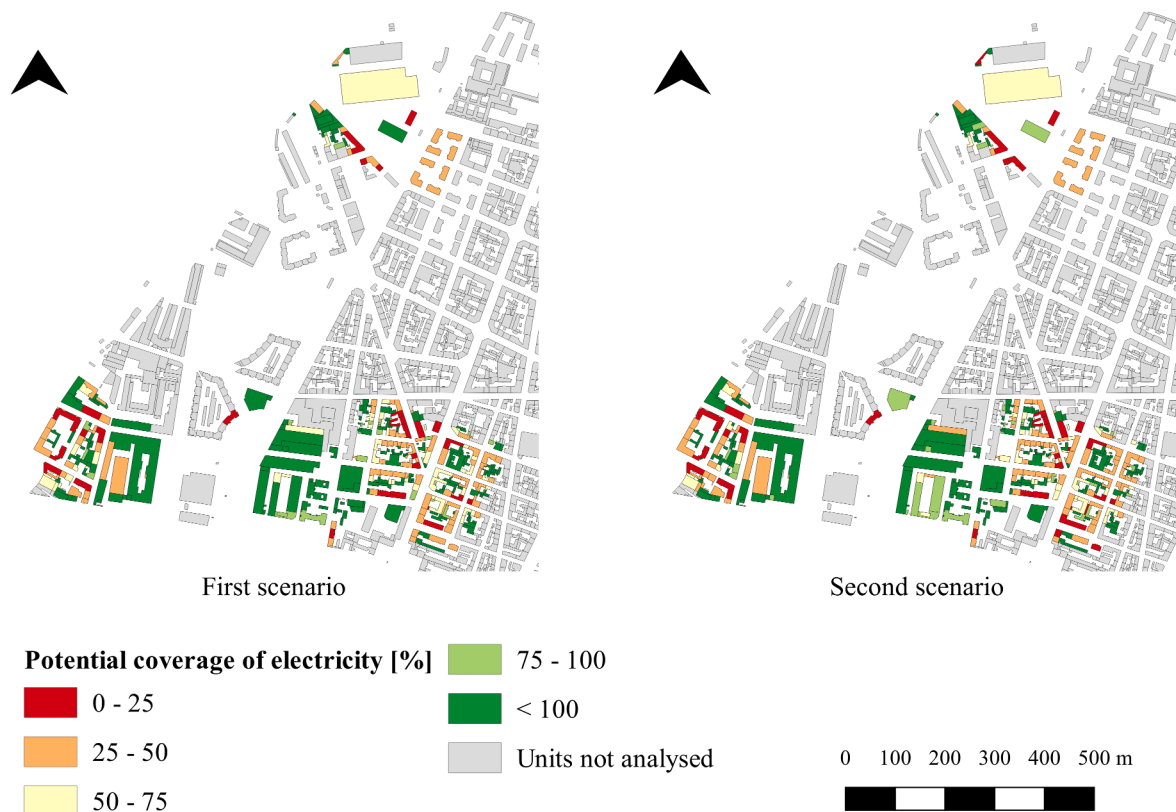 First scenario
Second scenario
Potential coverage of electricity [%]
0 - 25
25 - 50
50 - 75
75 - 100
< 100
Units not analysed
0 100 200 300 400 500 m